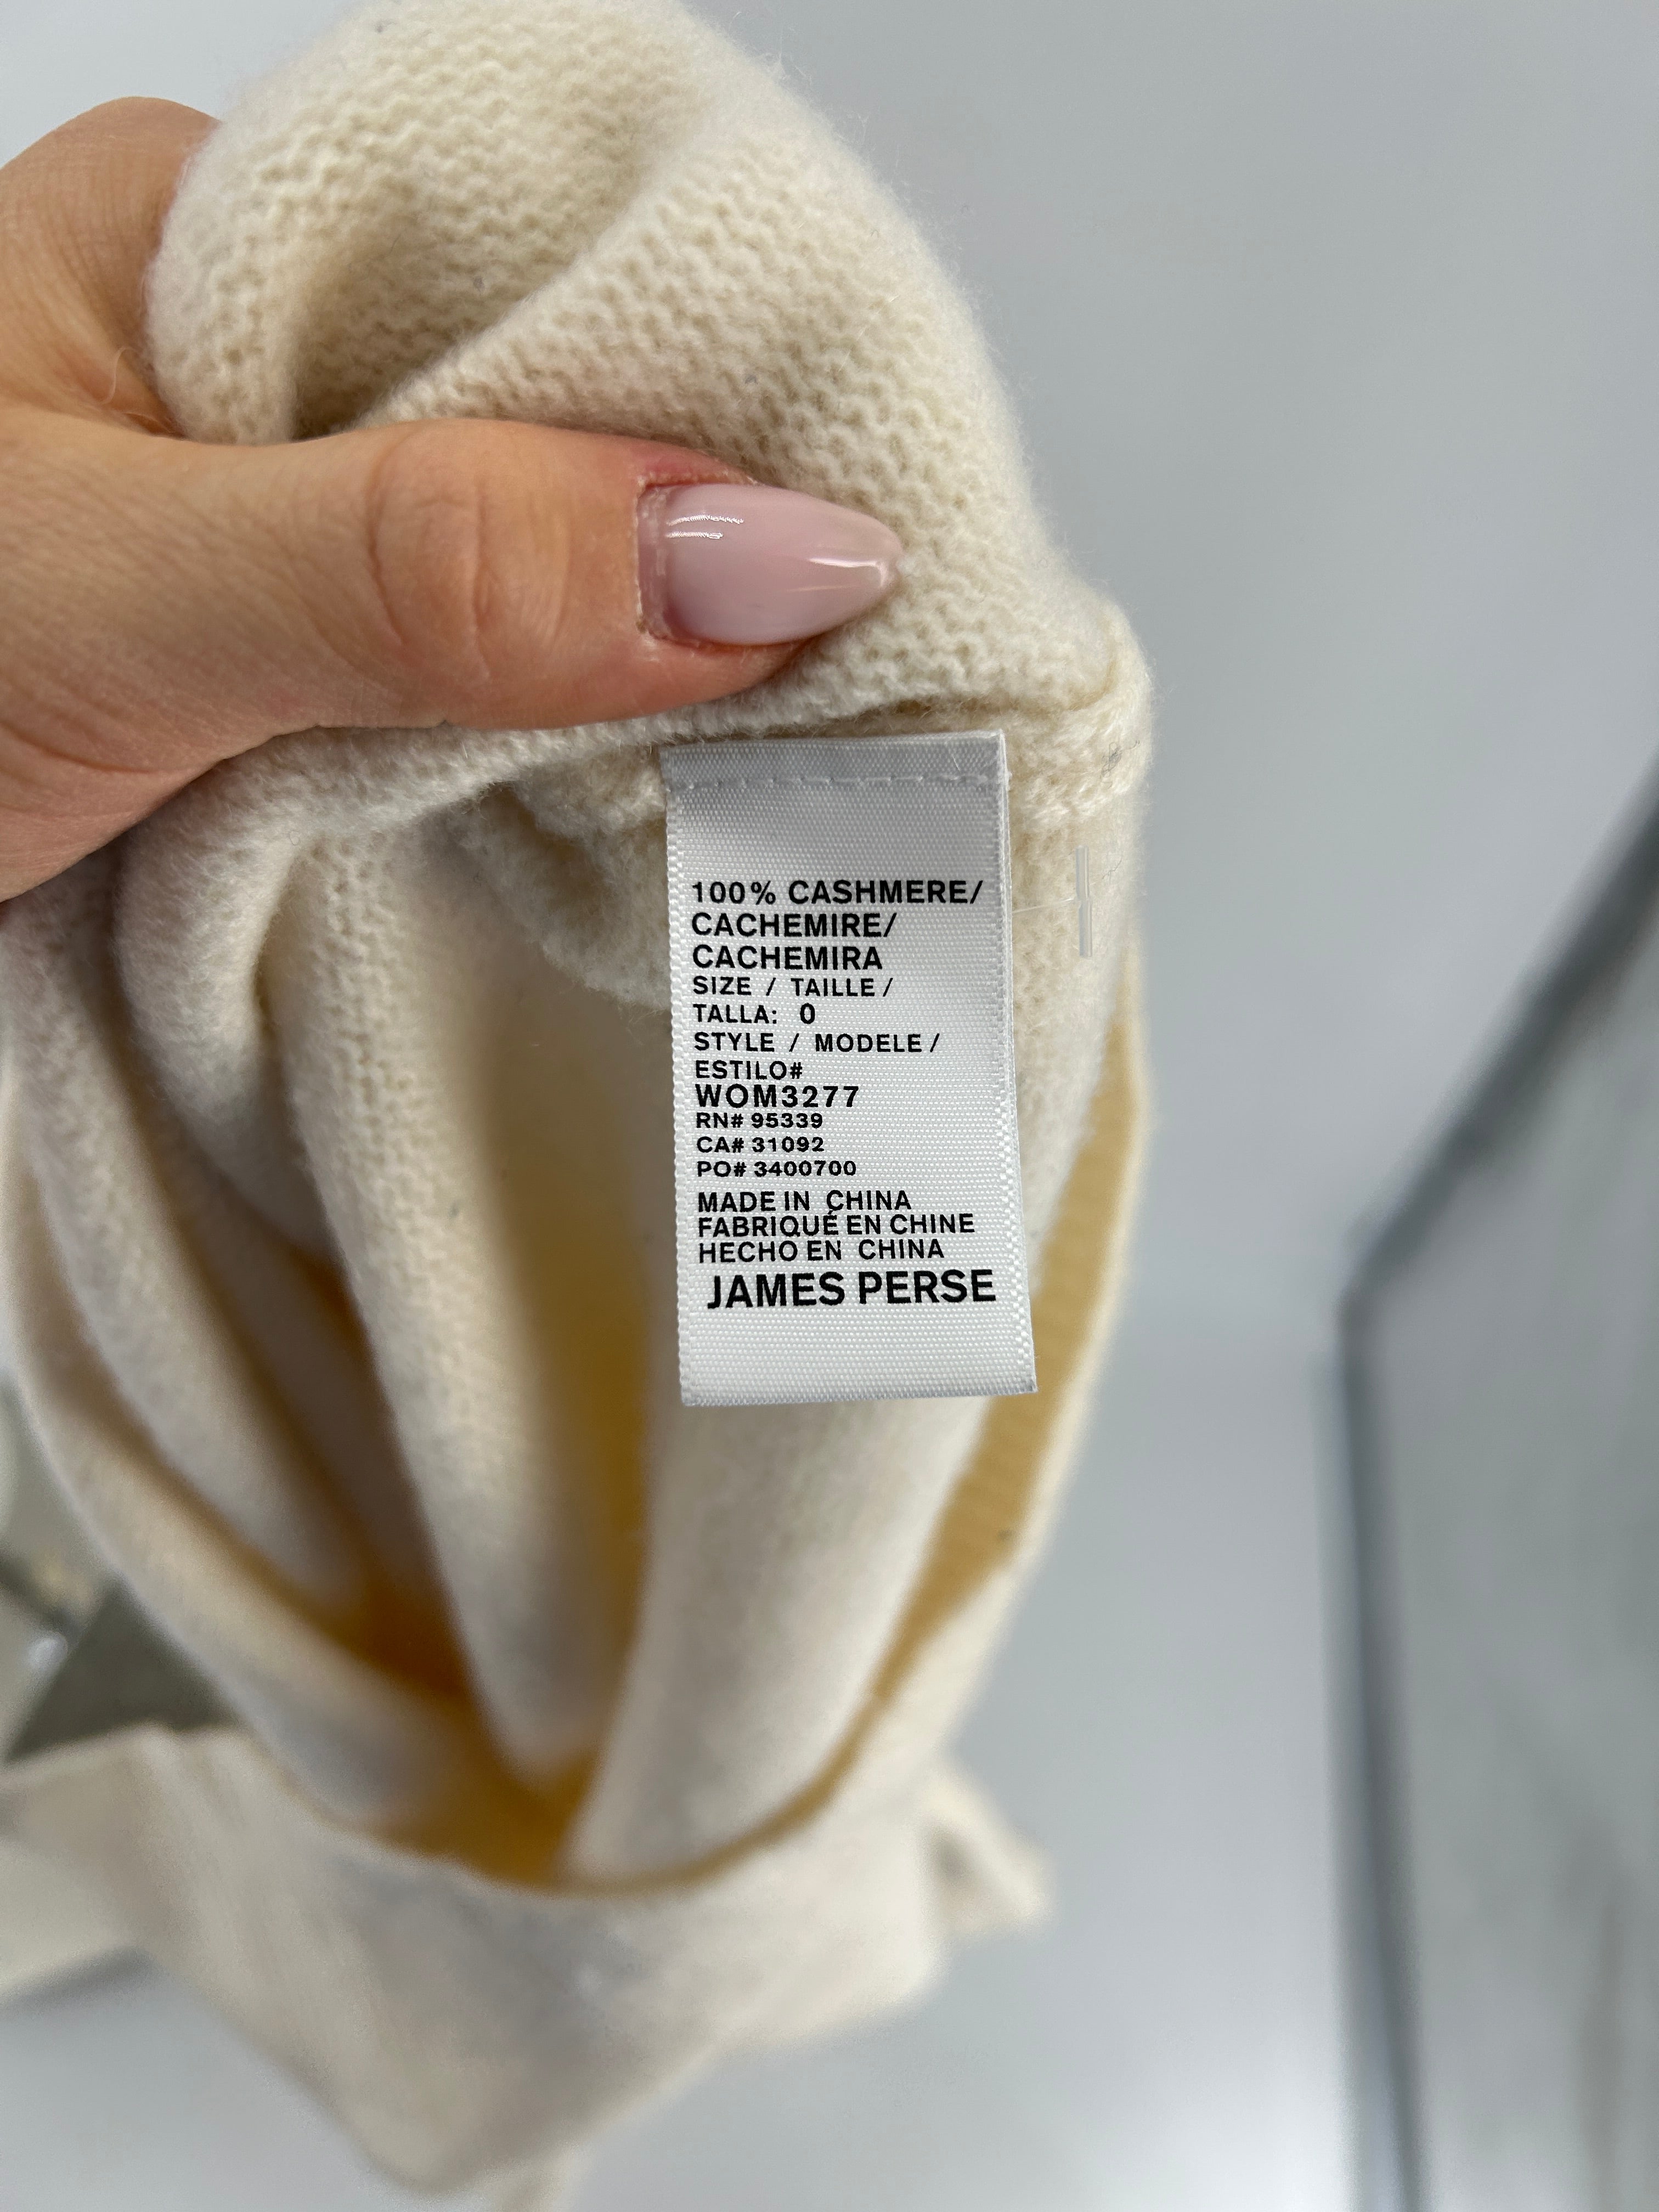 100% CASHMERE/
CACHEMIRE/
CACHEMIRA
SIZE / TAILLE /
TALLA: 0
STYLE / MODELE /
ESTILO#
WOM3277
RN# 95339
CA# 31092
PO# 3400700
MADE IN CHINA
FABRIQUÉ EN CHINE
HECHO EN CHINA
JAMES PERSE